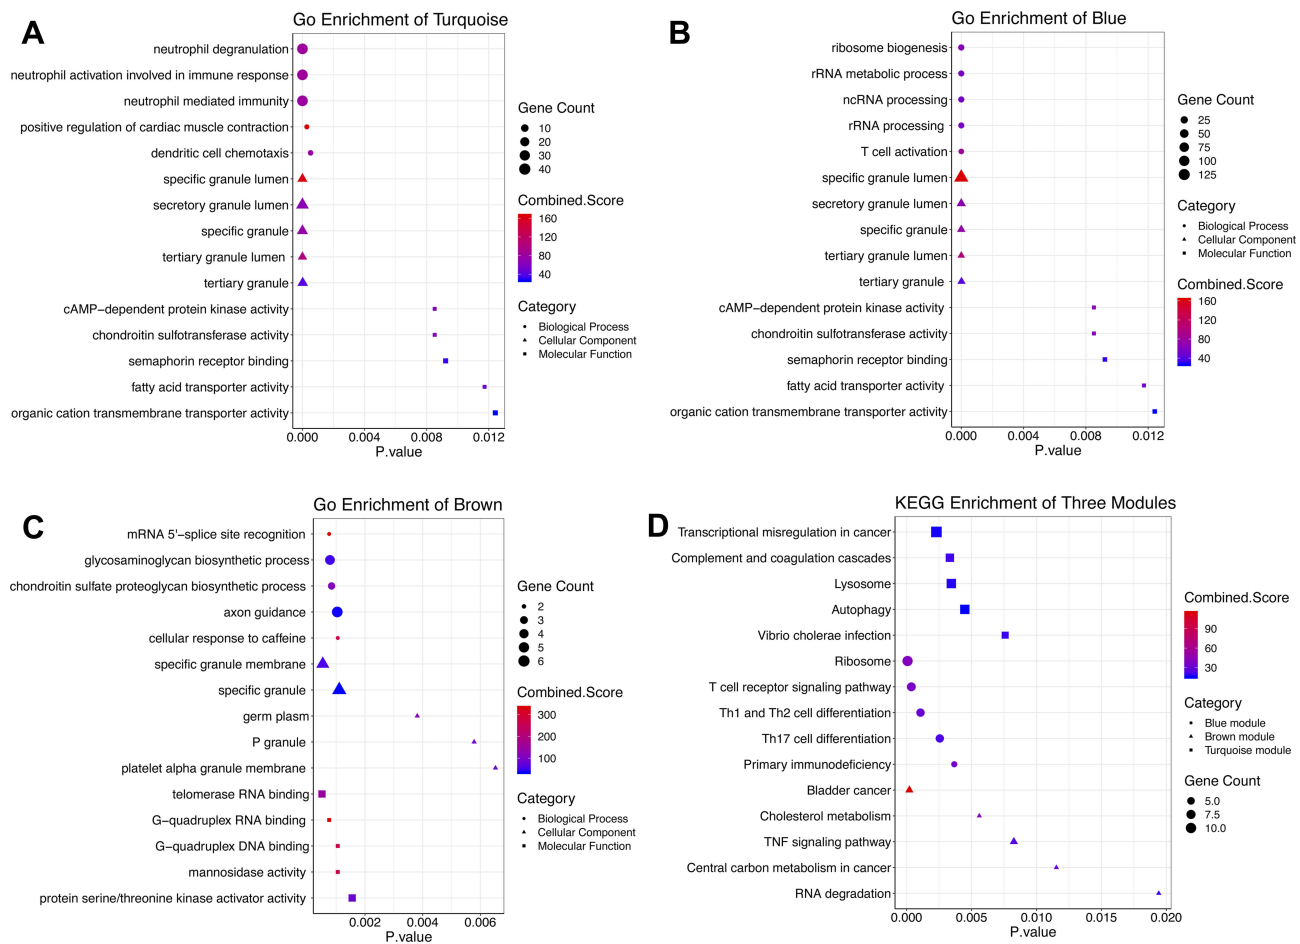 A
Go Enrichment of Turquoise
neutrophil degranulation
neutrophil activation involved in immune response
neutrophil mediated immunity
positive regulation of cardiac muscle contraction
dendritic cell chemotaxis
specific granule lumen
secretory granule lumen
specific granule
tertiary granule lumen
tertiary granule
cAMP−dependent protein kinase activity
chondroitin sulfotransferase activity
semaphorin receptor binding
fatty acid transporter activity
organic cation transmembrane transporter activity
0.000 0.004 0.008 0.012
P.value
Gene Count
10
20
30
40
Combined.Score
160
120
80
40
Category
Biological Process
Cellular Component
Molecular Function
B
Go Enrichment of Blue
ribosome biogenesis
rRNA metabolic process
ncRNA processing
rRNA processing
T cell activation
specific granule lumen
secretory granule lumen
specific granule
tertiary granule lumen
tertiary granule
cAMP−dependent protein kinase activity
chondroitin sulfotransferase activity
semaphorin receptor binding
fatty acid transporter activity
organic cation transmembrane transporter activity
0.000 0.004 0.008 0.012
P.value
Gene Count
25
50
75
100
125
Category
Biological Process
Cellular Component
Molecular Function
Combined.Score
160
120
80
40
C
Go Enrichment of Brown
mRNA 5'−splice site recognition
glycosaminoglycan biosynthetic process
chondroitin sulfate proteoglycan biosynthetic process
axon guidance
cellular response to caffeine
specific granule membrane
specific granule
germ plasm
P granule
platelet alpha granule membrane
telomerase RNA binding
G−quadruplex RNA binding
G−quadruplex DNA binding
mannosidase activity
protein serine/threonine kinase activator activity
0.002 0.004 0.006
P.value
Gene Count
2
3
4
5
6
Combined.Score
300
200
100
Category
Biological Process
Cellular Component
Molecular Function
D
KEGG Enrichment of Three Modules
Transcriptional misregulation in cancer
Complement and coagulation cascades
Lysosome
Autophagy
Vibrio cholerae infection
Ribosome
T cell receptor signaling pathway
Th1 and Th2 cell differentiation
Th17 cell differentiation
Primary immunodeficiency
Bladder cancer
Cholesterol metabolism
TNF signaling pathway
Central carbon metabolism in cancer
RNA degradation
0.000 0.005 0.010 0.015 0.020
P.value
Combined.Score
90
60
30
Category
Blue module
Brown module
Turquoise module
Gene Count
5.0
7.5
10.0